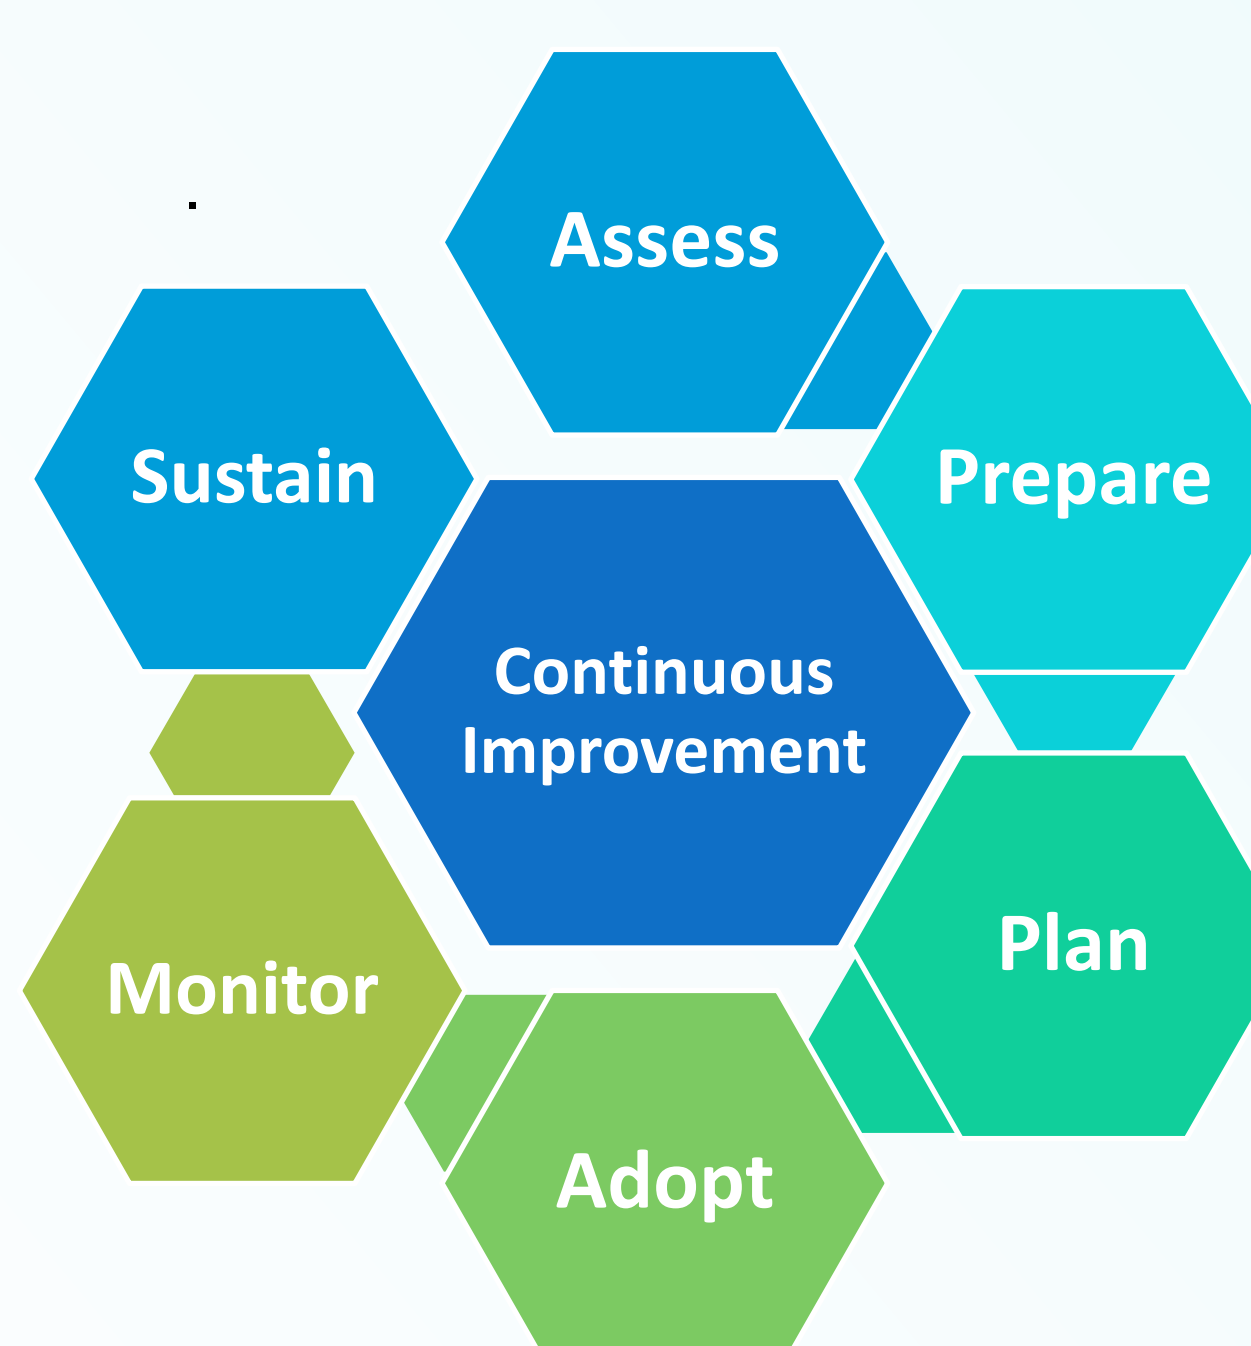 Assess
Prepare
Sustain
Continuous
Improvement
Plan
Monitor
Adopt